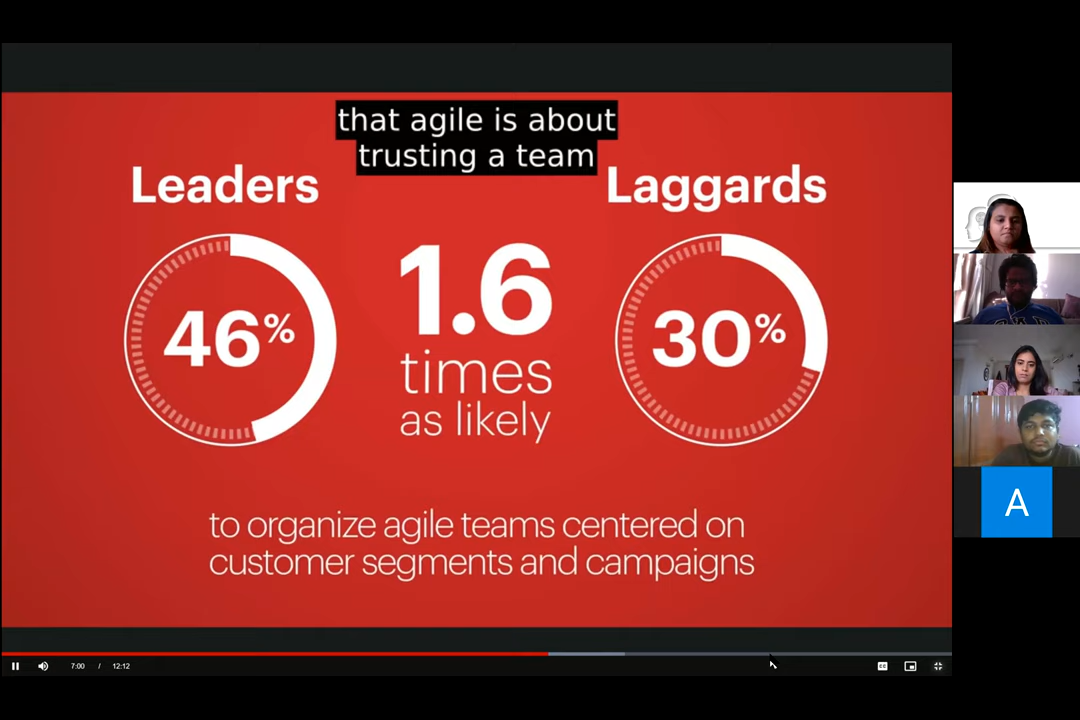 that agile is about
trusting a team
Leaders
Laggards
46%
1.6
times
as likely
30%
to organize agile teams centered on
customer segments and campaigns
A
7:00 / 12:12
CC